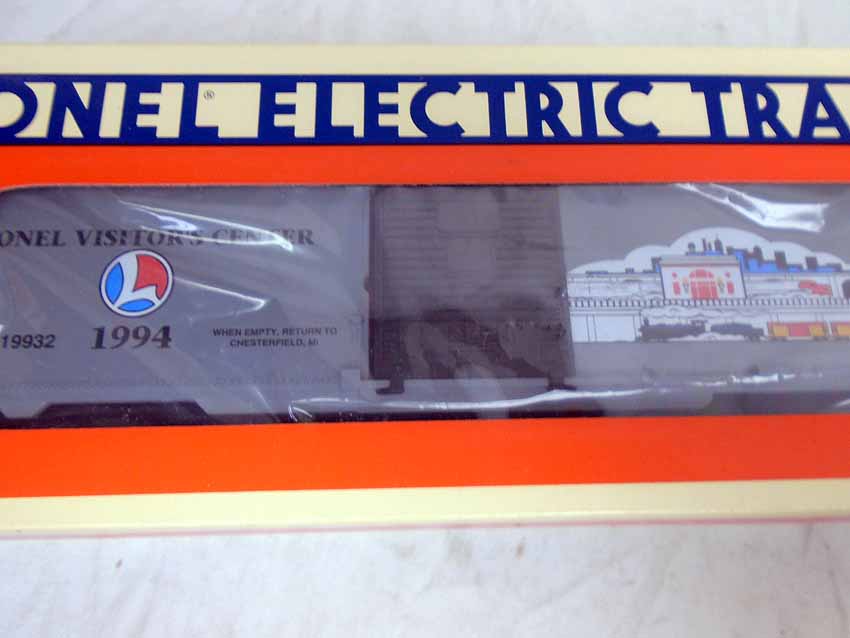 ONEL® ELECTRIC TRA
ONEL VISITOR'S CENTER
19932
1994
WHEN EMPTY, RETURN TO
CHESTERFIELD, MI